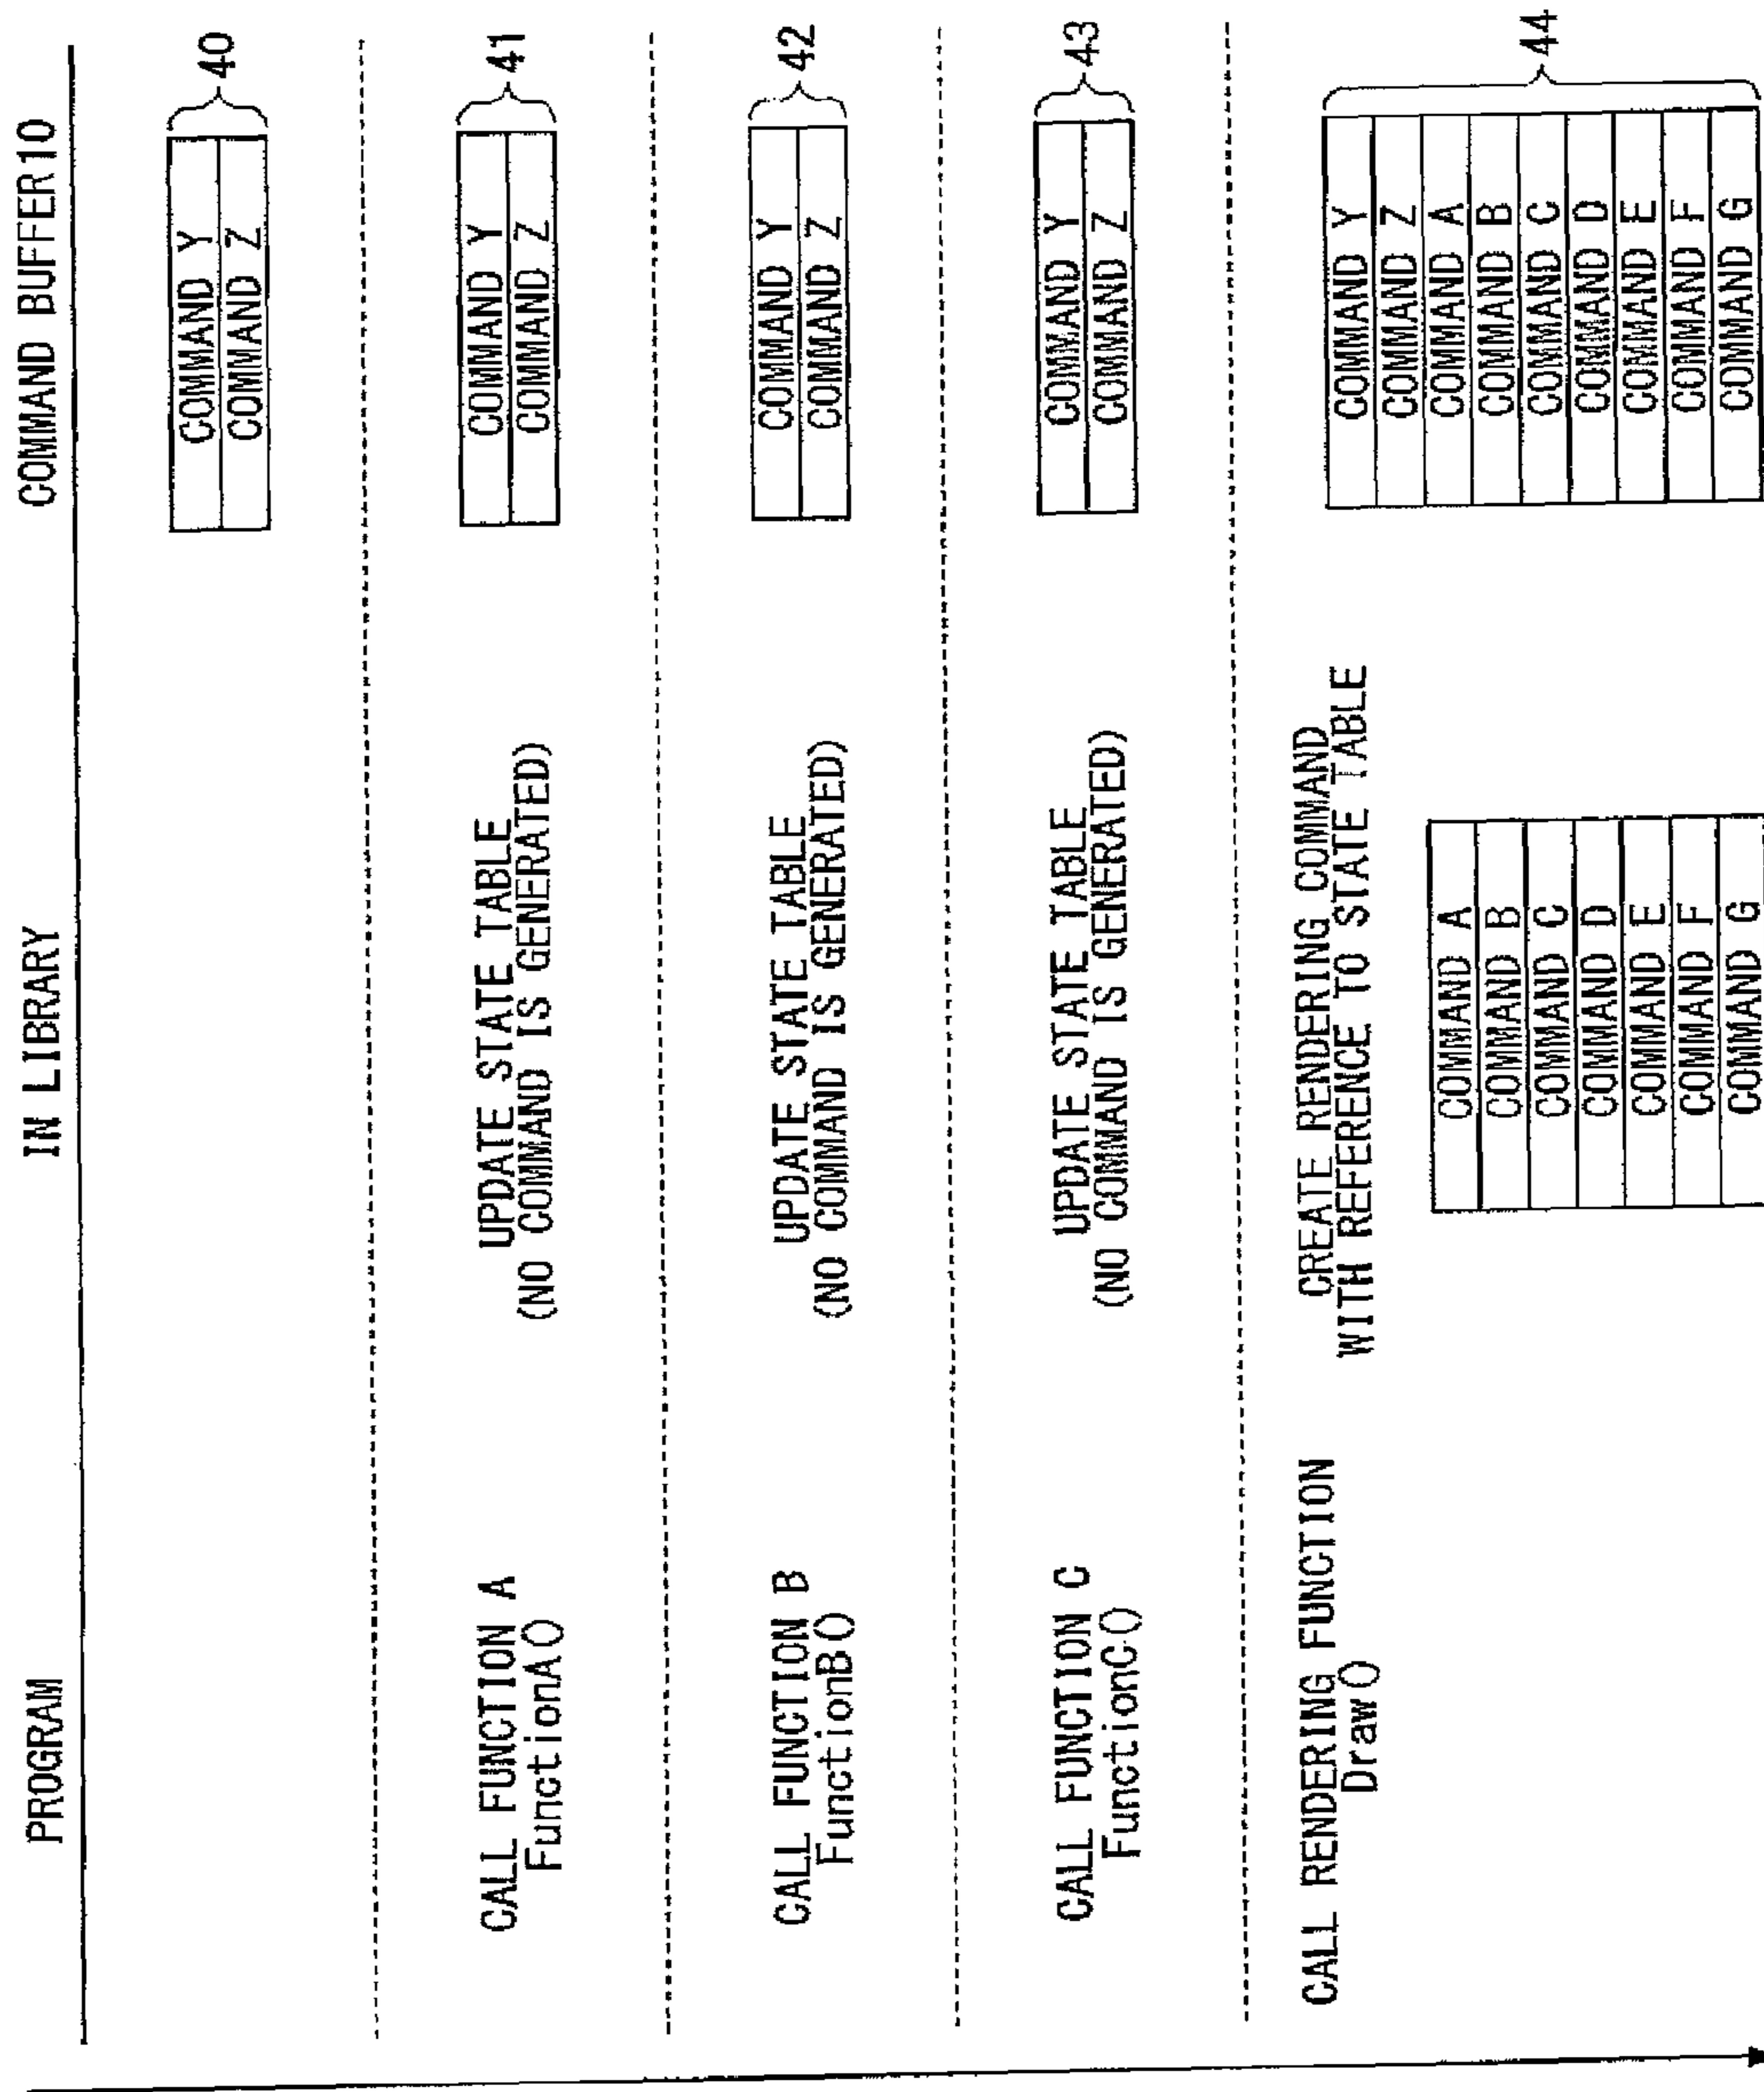 PROGRAM
IN LIBRARY
COMMAND BUFFER10
COMMAND Y
COMMAND Z
40
CALL FUNCTION A
FunctionA()
UPDATE STATE TABLE
(NO COMMAND IS GENERATED)
COMMAND Y
COMMAND Z
41
CALL FUNCTION B
FunctionB()
UPDATE STATE TABLE
(NO COMMAND IS GENERATED)
COMMAND Y
COMMAND Z
42
CALL FUNCTION C
FunctionC()
UPDATE STATE TABLE
(NO COMMAND IS GENERATED)
COMMAND Y
COMMAND Z
43
CALL RENDERING FUNCTION
Draw()
CREATE RENDERING COMMAND
WITH REFERENCE TO STATE TABLE
COMMAND A
COMMAND B
COMMAND C
COMMAND D
COMMAND E
COMMAND F
COMMAND G
COMMAND Y
COMMAND Z
COMMAND A
COMMAND B
COMMAND C
COMMAND D
COMMAND E
COMMAND F
COMMAND G
44